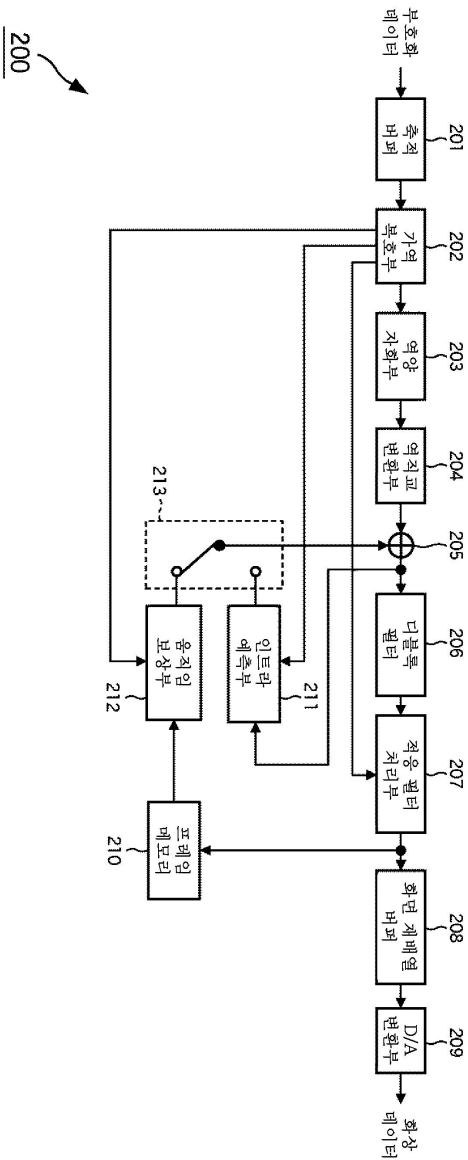 200
부호화
데이터
201
축적
버퍼
202
가역
복호부
203
역양
자화부
204
역직교
변환부
205
206
디블록
필터
207
적응 필터
처리부
208
화면 재배열
버퍼
209
D/A
변환부
화상
데이터
213
인트라
예측부
211
움직임
보상부
212
프레임
메모리
210